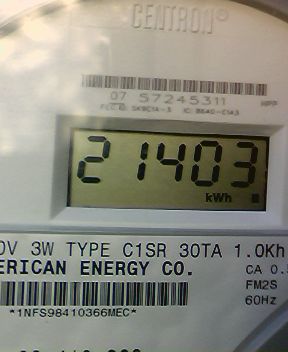 CENTRON®
07 57245311
21403
kWh
0V 3W TYPE C1SR 30TA 1.0Kh
ERICAN ENERGY CO.
CA 0.
FM2S
60Hz
*1NFS98410366MEC*